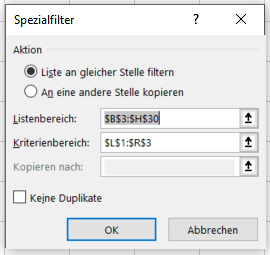 Spezialfilter ? ×
Aktion
Liste an gleicher Stelle filtern
An eine andere Stelle kopieren
Listenbereich: $B$3:$H$30
Kriterienbereich: $L$1:$R$3
Kopieren nach:
Keine Duplikate
OK Abbrechen